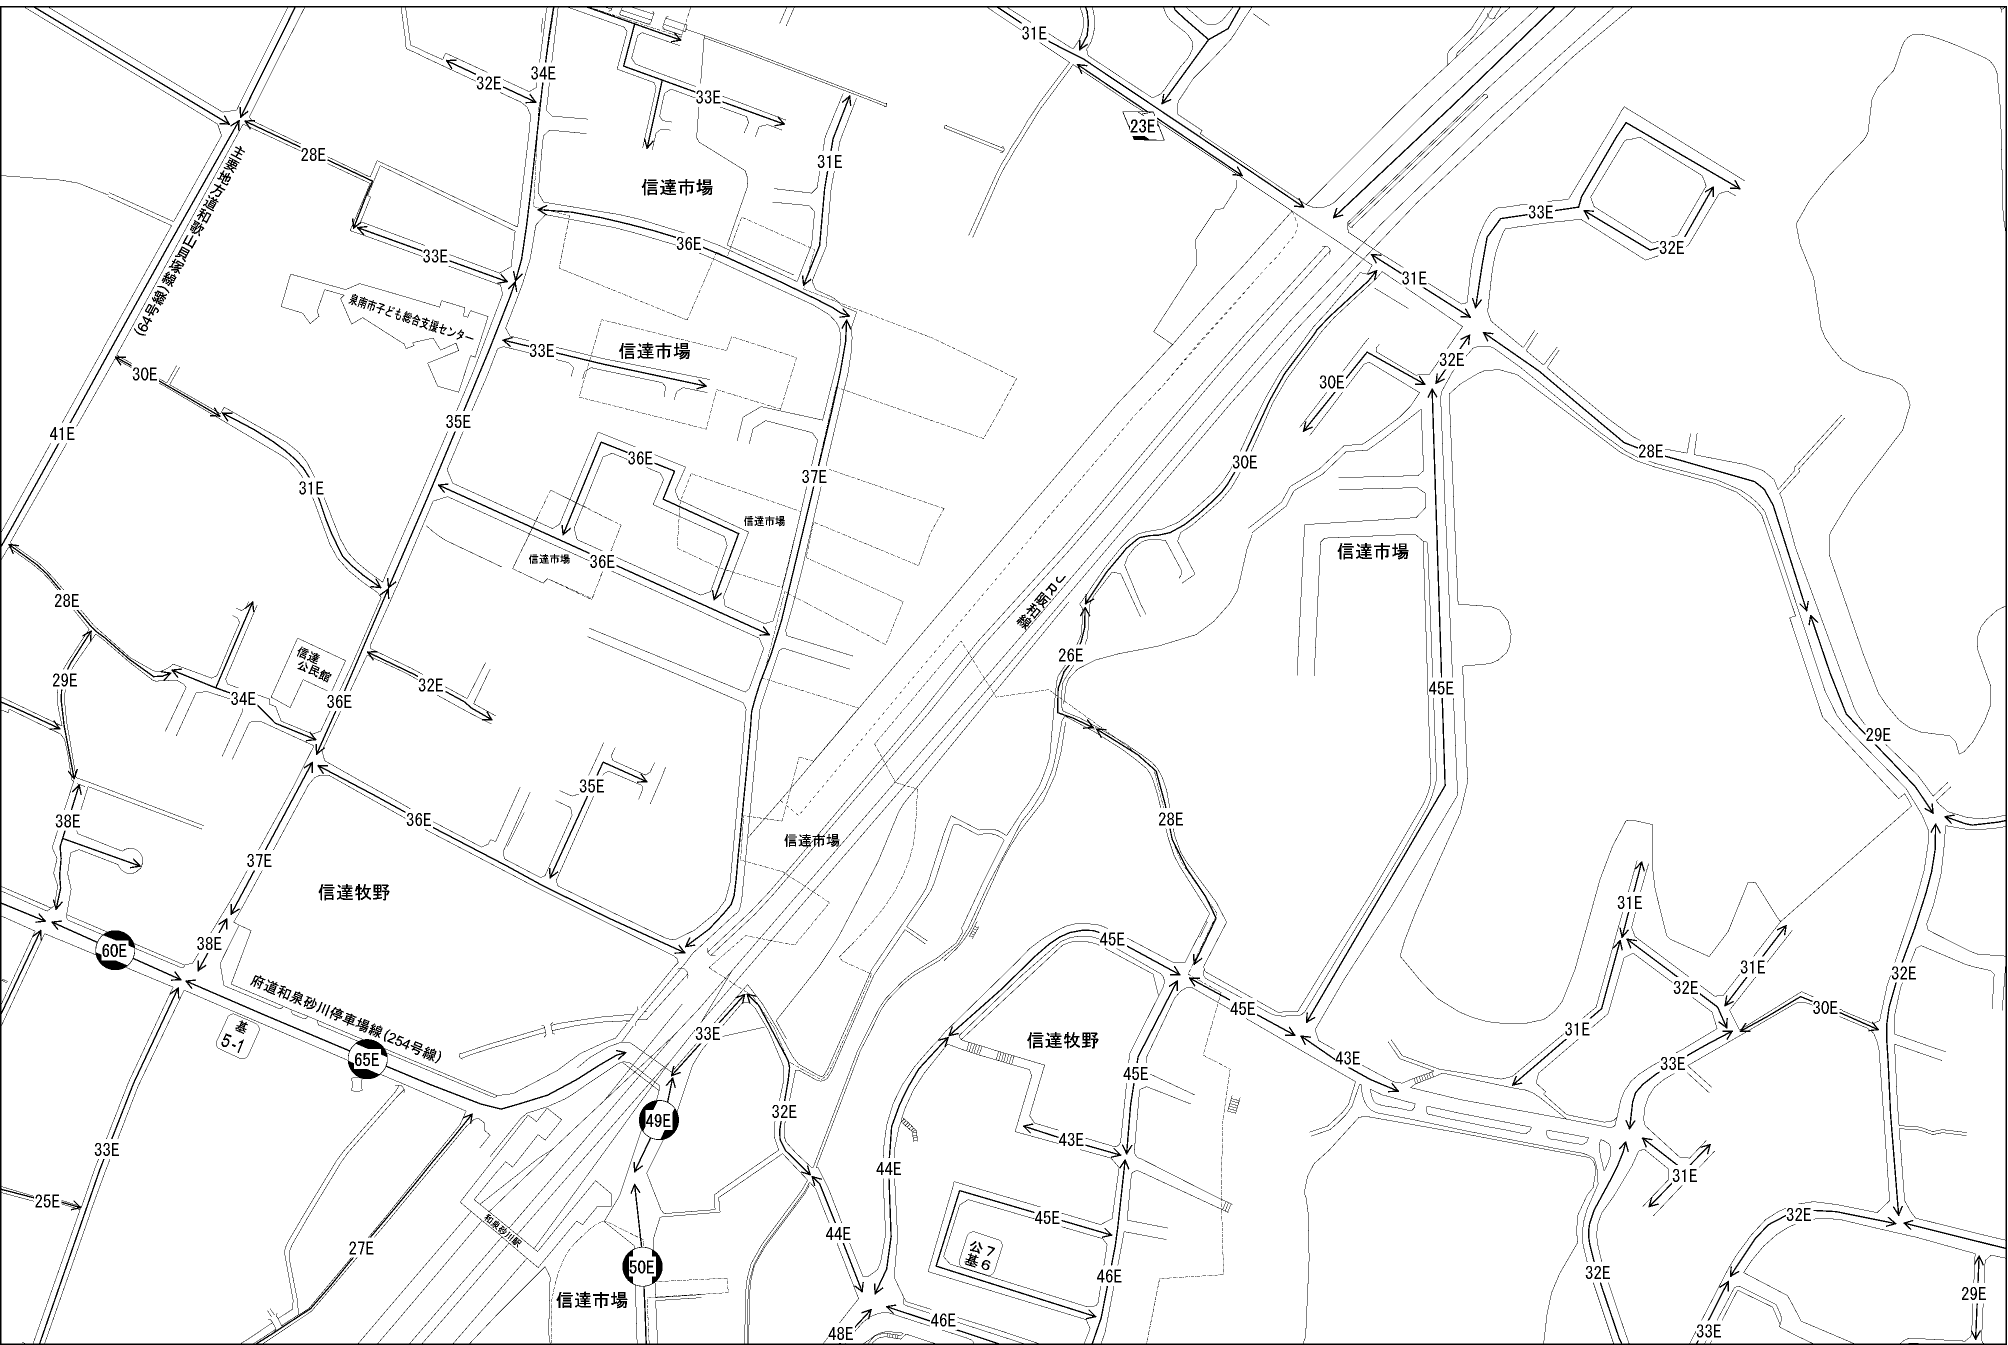 31E
34E
32E
33E
23E
28E
31E
主要地方道和歌山貝塚線
(64号線)
信達市場
33E
32E
36E
33E
31E
泉南市子ども総合支援センター
33E
信達市場
32E
30E
30E
35E
41E
36E
28E
30E
31E
37E
信達市場
信達市場
36E
信達市場
JR阪和線
28E
26E
信達
公民館
29E
32E
45E
34E
36E
29E
35E
38E
36E
28E
信達市場
37E
信達牧野
31E
38E
60E
45E
31E
32E
32E
府道和泉砂川停車場線(254号線)
基
5-1
45E
30E
33E
31E
信達牧野
65E
43E
33E
45E
32E
49E
43E
33E
44E
31E
25E
45E
32E
和泉砂川駅
44E
27E
公 7
基 6
50E
46E
32E
信達市場
29E
46E
48E
33E